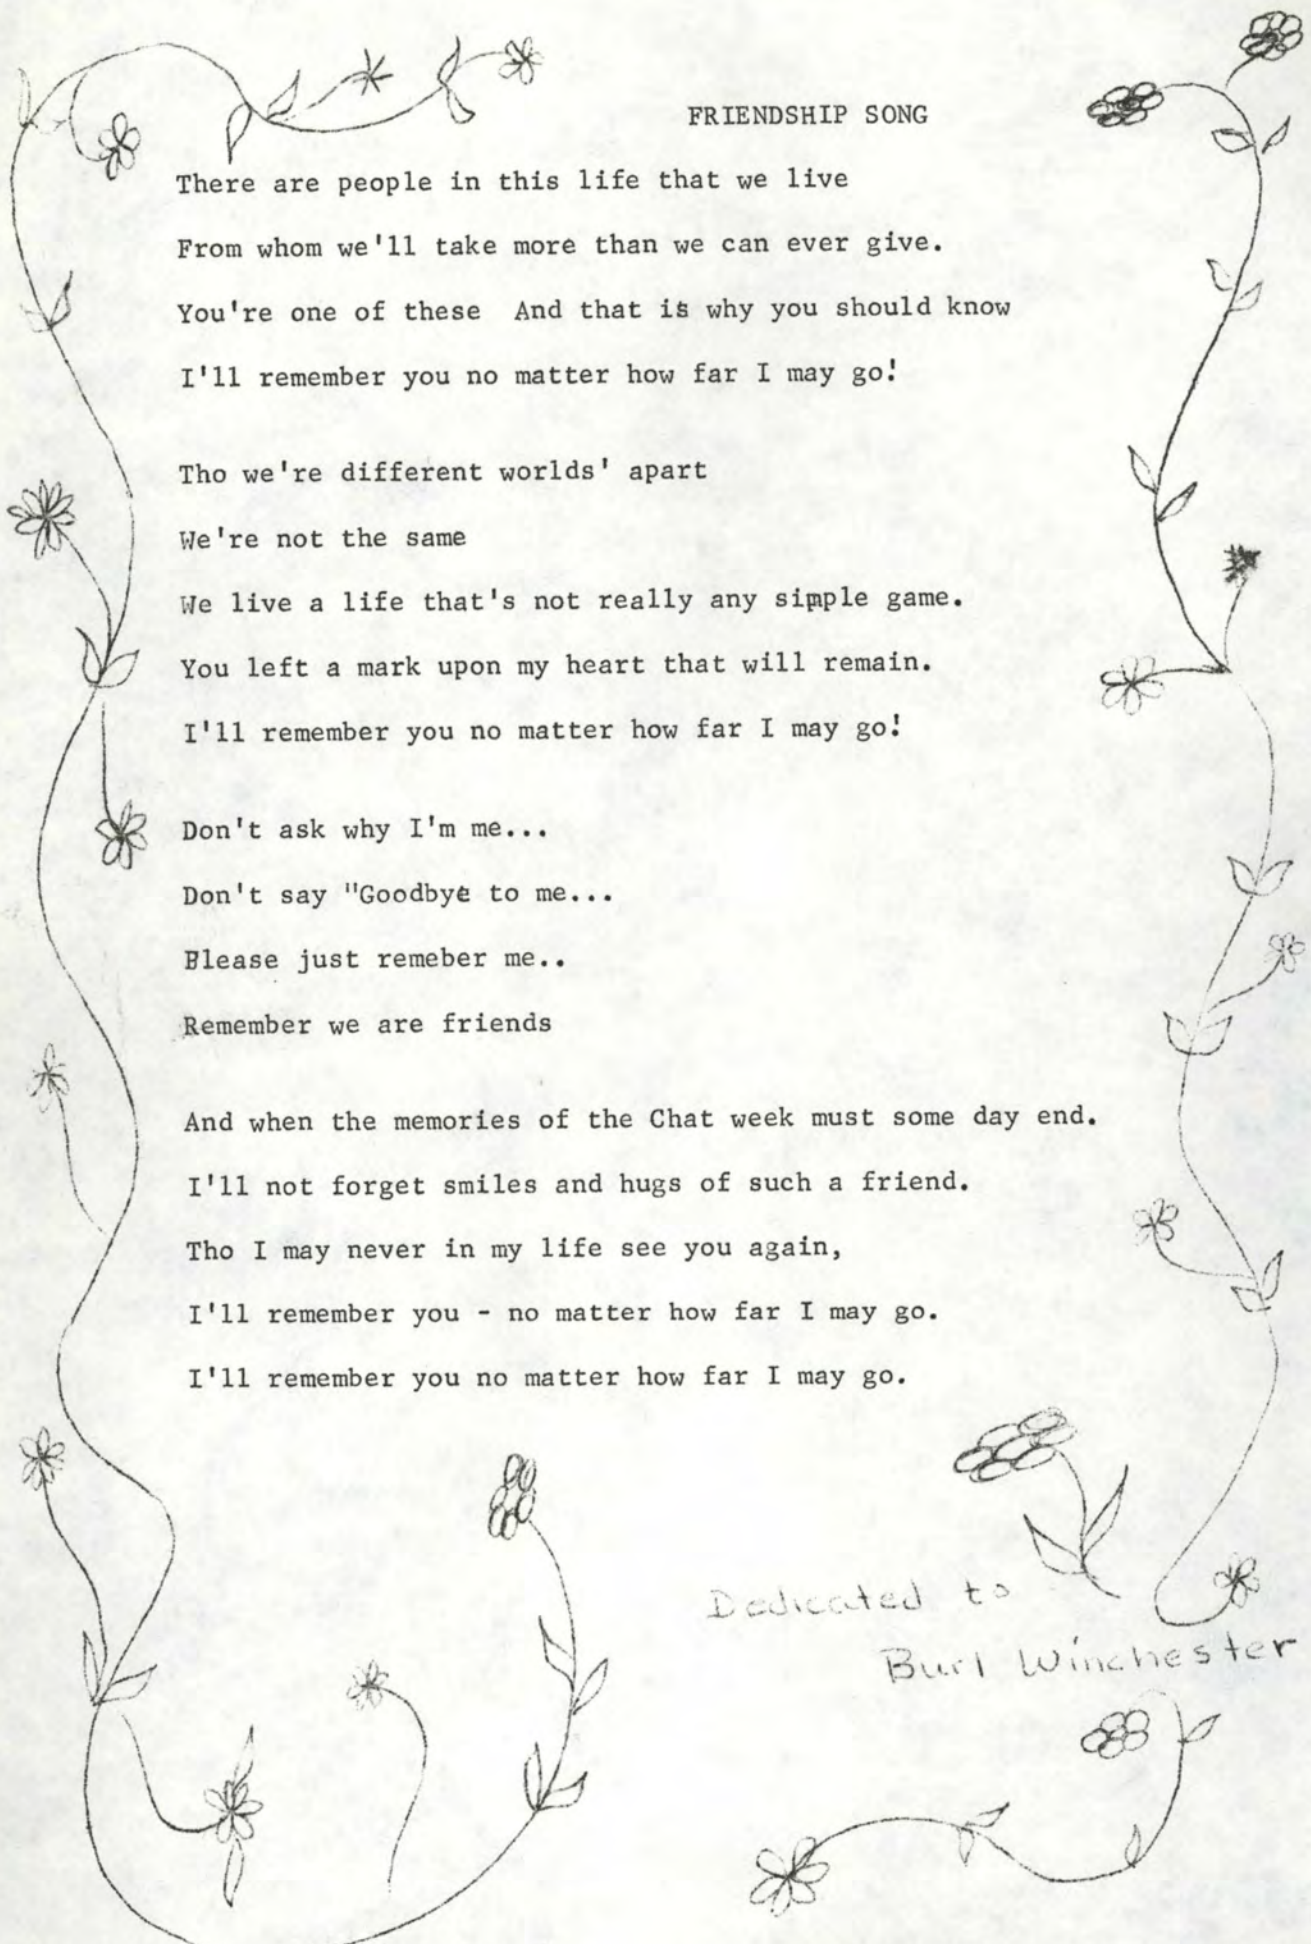 FRIENDSHIP SONG
There are people in this life that we live
From whom we'll take more than we can ever give.
You're one of these  And that is why you should know
I'll remember you no matter how far I may go!
Tho we're different worlds' apart
We're not the same
We live a life that's not really any simple game.
You left a mark upon my heart that will remain.
I'll remember you no matter how far I may go!
Don't ask why I'm me...
Don't say "Goodbye to me...
Please just remeber me..
Remember we are friends
And when the memories of the Chat week must some day end.
I'll not forget smiles and hugs of such a friend.
Tho I may never in my life see you again,
I'll remember you - no matter how far I may go.
I'll remember you no matter how far I may go.
Dedicated to
Burl Winchester